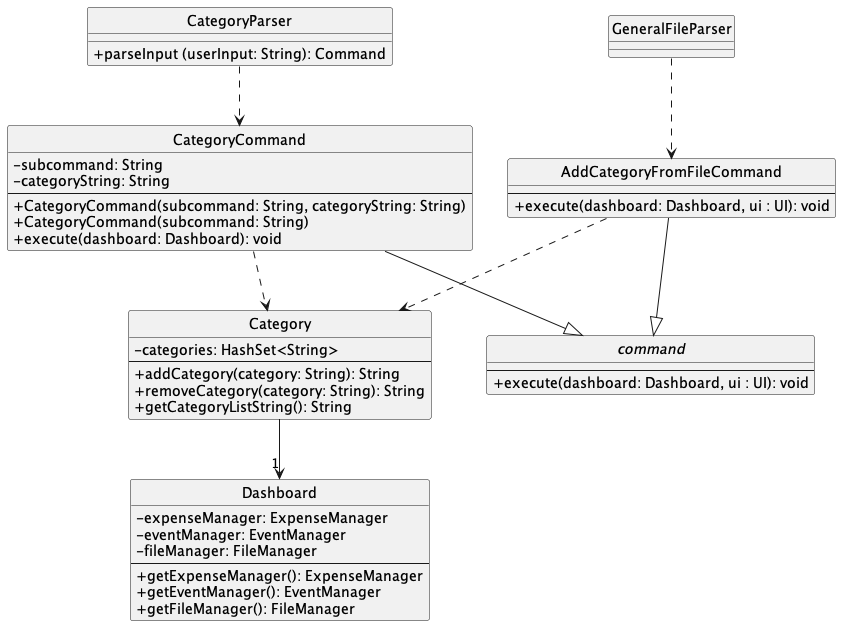 CategoryParser
+parseInput (userInput: String): Command
GeneralFileParser
CategoryCommand
-subcommand: String
-categoryString: String
+CategoryCommand(subcommand: String, categoryString: String)
+CategoryCommand(subcommand: String)
+execute(dashboard: Dashboard): void
AddCategoryFromFileCommand
+execute(dashboard: Dashboard, ui : UI): void
Category
-categories: HashSet<String>
+addCategory(category: String): String
+removeCategory(category: String): String
+getCategoryListString(): String
command
+execute(dashboard: Dashboard, ui : UI): void
1
Dashboard
-expenseManager: ExpenseManager
-eventManager: EventManager
-fileManager: FileManager
+getExpenseManager(): ExpenseManager
+getEventManager(): EventManager
+getFileManager(): FileManager